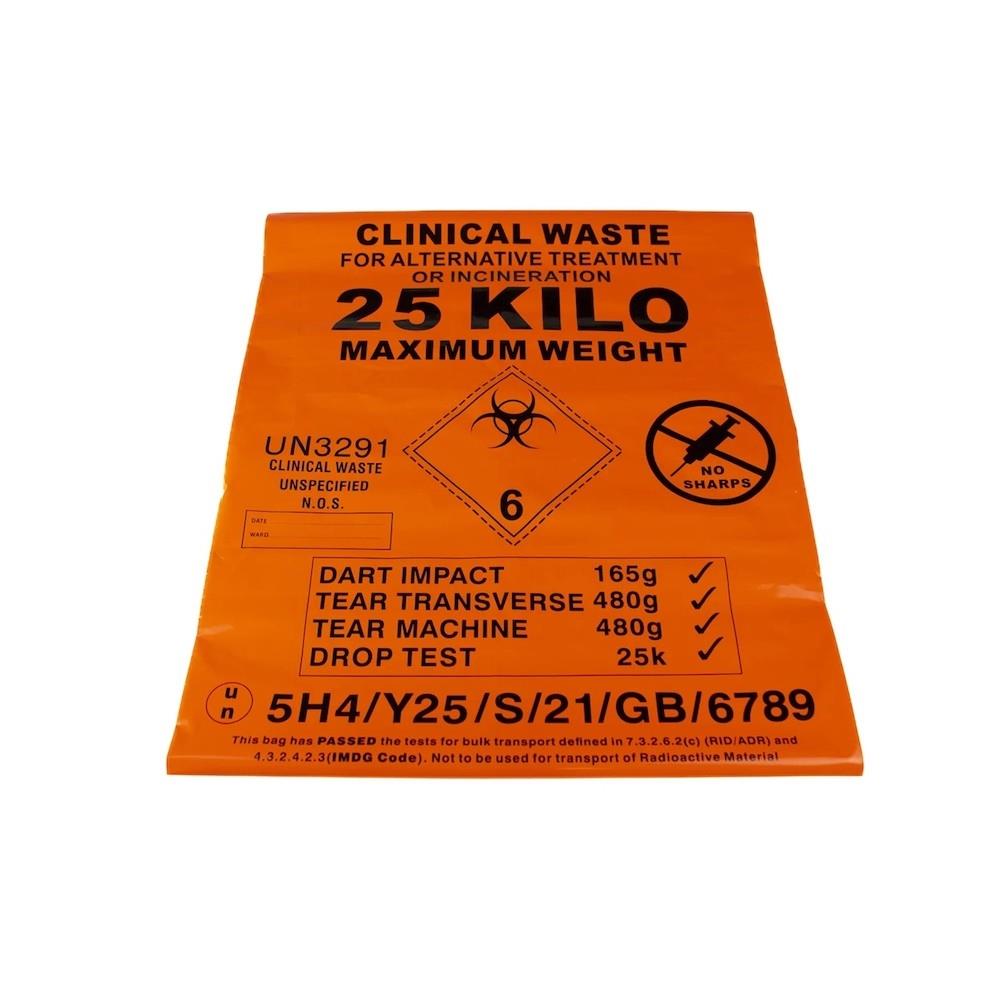 CLINICAL WASTE
FOR ALTERNATIVE TREATMENT
OR INCINERATION
25 KILO
MAXIMUM WEIGHT
UN3291
CLINICAL WASTE
UNSPECIFIED
N.O.S.
DATE
WARD
6
NO
SHARPS
DART IMPACT 165g ✓
TEAR TRANSVERSE 480g ✓
TEAR MACHINE 480g ✓
DROP TEST 25k ✓
u
n
5H4/Y25/S/21/GB/6789
This bag has PASSED the tests for bulk transport defined in 7.3.2.6.2(c) (RID/ADR) and
4.3.2.4.2.3(IMDG Code). Not to be used for transport of Radioactive Material